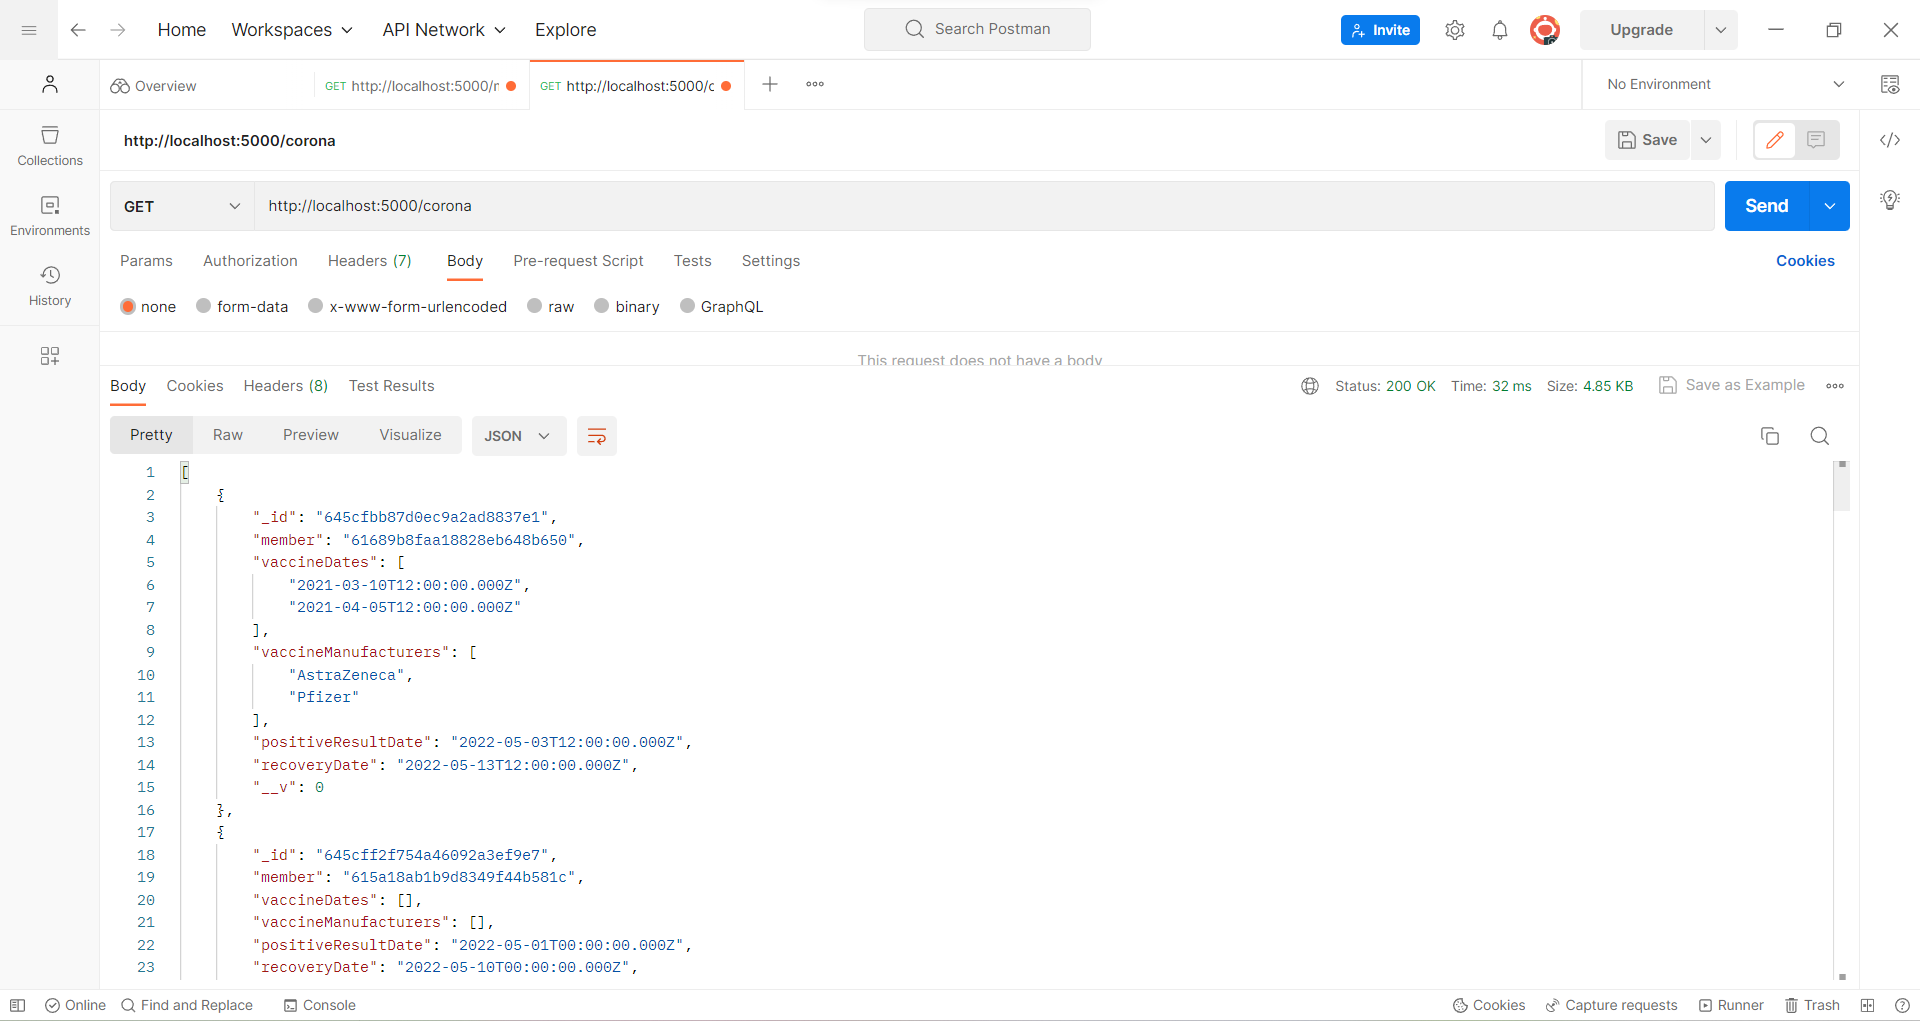 Home Workspaces API Network Explore Search Postman Invite Upgrade
Overview GET http://localhost:5000/r GET http://localhost:5000/c No Environment
http://localhost:5000/corona Save
GET http://localhost:5000/corona Send
Collections
Environments
History
Params Authorization Headers (7) Body Pre-request Script Tests Settings Cookies
none form-data x-www-form-urlencoded raw binary GraphQL
This request does not have a body
Body Cookies Headers (8) Test Results Status: 200 OK Time: 32 ms Size: 4.85 KB Save as Example
Pretty Raw Preview Visualize JSON
1 [
2 {
3 "_id": "645cfbb87d0ec9a2ad8837e1",
4 "member": "61689b8faa18828eb648b650",
5 "vaccineDates": [
6 "2021-03-10T12:00:00.000Z",
7 "2021-04-05T12:00:00.000Z"
8 ],
9 "vaccineManufacturers": [
10 "AstraZeneca",
11 "Pfizer"
12 ],
13 "positiveResultDate": "2022-05-03T12:00:00.000Z",
14 "recoveryDate": "2022-05-13T12:00:00.000Z",
15 "__v": 0
16 },
17 {
18 "_id": "645cff2f754a46092a3ef9e7",
19 "member": "615a18ab1b9d8349f44b581c",
20 "vaccineDates": [],
21 "vaccineManufacturers": [],
22 "positiveResultDate": "2022-05-01T00:00:00.000Z",
23 "recoveryDate": "2022-05-10T00:00:00.000Z",
Online Find and Replace Console Cookies Capture requests Runner Trash